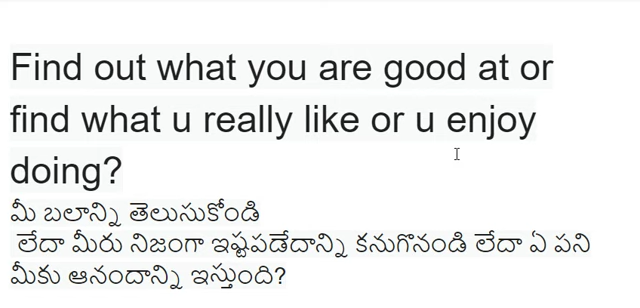 Find out what you are good at or
find what u really like or u enjoy
doing?
మీ బలాన్ని తెలుసుకోండి
లేదా మీరు నిజంగా ఇష్టపడేదాన్ని కనుగొనండి లేదా ఏ పని
మీకు ఆనందాన్ని ఇస్తుంది?